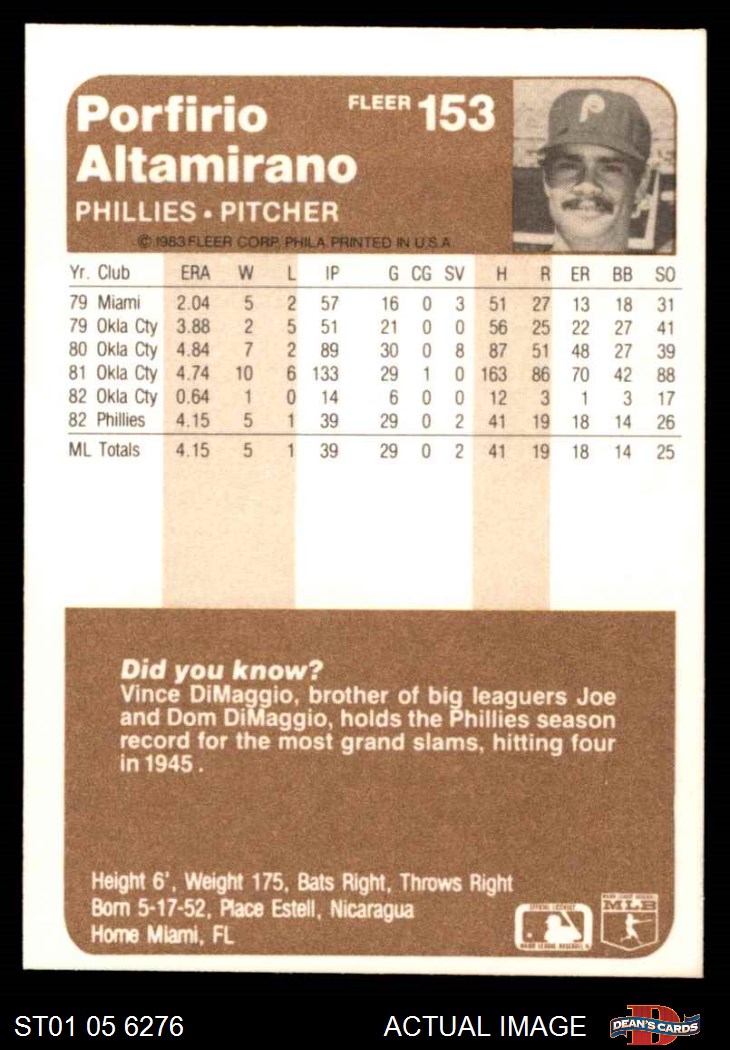 Porfirio
Altamirano
FLEER 153
PHILLIES • PITCHER
© 1983 FLEER CORP. PHILA. PRINTED IN U.S.A.
P
Yr. Club ERA W L IP G CG SV H R ER BB SO
79 Miami 2.04 5 2 57 16 0 3 51 27 13 18 31
79 Okla Cty 3.88 2 5 51 21 0 0 56 25 22 27 41
80 Okla Cty 4.84 7 2 89 30 0 8 87 51 48 27 39
81 Okla Cty 4.74 10 6 133 29 1 0 163 86 70 42 88
82 Okla Cty 0.64 1 0 14 6 0 0 12 3 1 3 17
82 Phillies 4.15 5 1 39 29 0 2 41 19 18 14 26
ML Totals 4.15 5 1 39 29 0 2 41 19 18 14 25
Did you know?
Vince DiMaggio, brother of big leaguers Joe
and Dom DiMaggio, holds the Phillies season
record for the most grand slams, hitting four
in 1945.
Height 6', Weight 175, Bats Right, Throws Right
Born 5-17-52, Place Estell, Nicaragua
Home Miami, FL
MAJOR LEAGUE BASEBALL
MLB
ST01 05 6276
ACTUAL IMAGE
D
DEAN'S CARDS